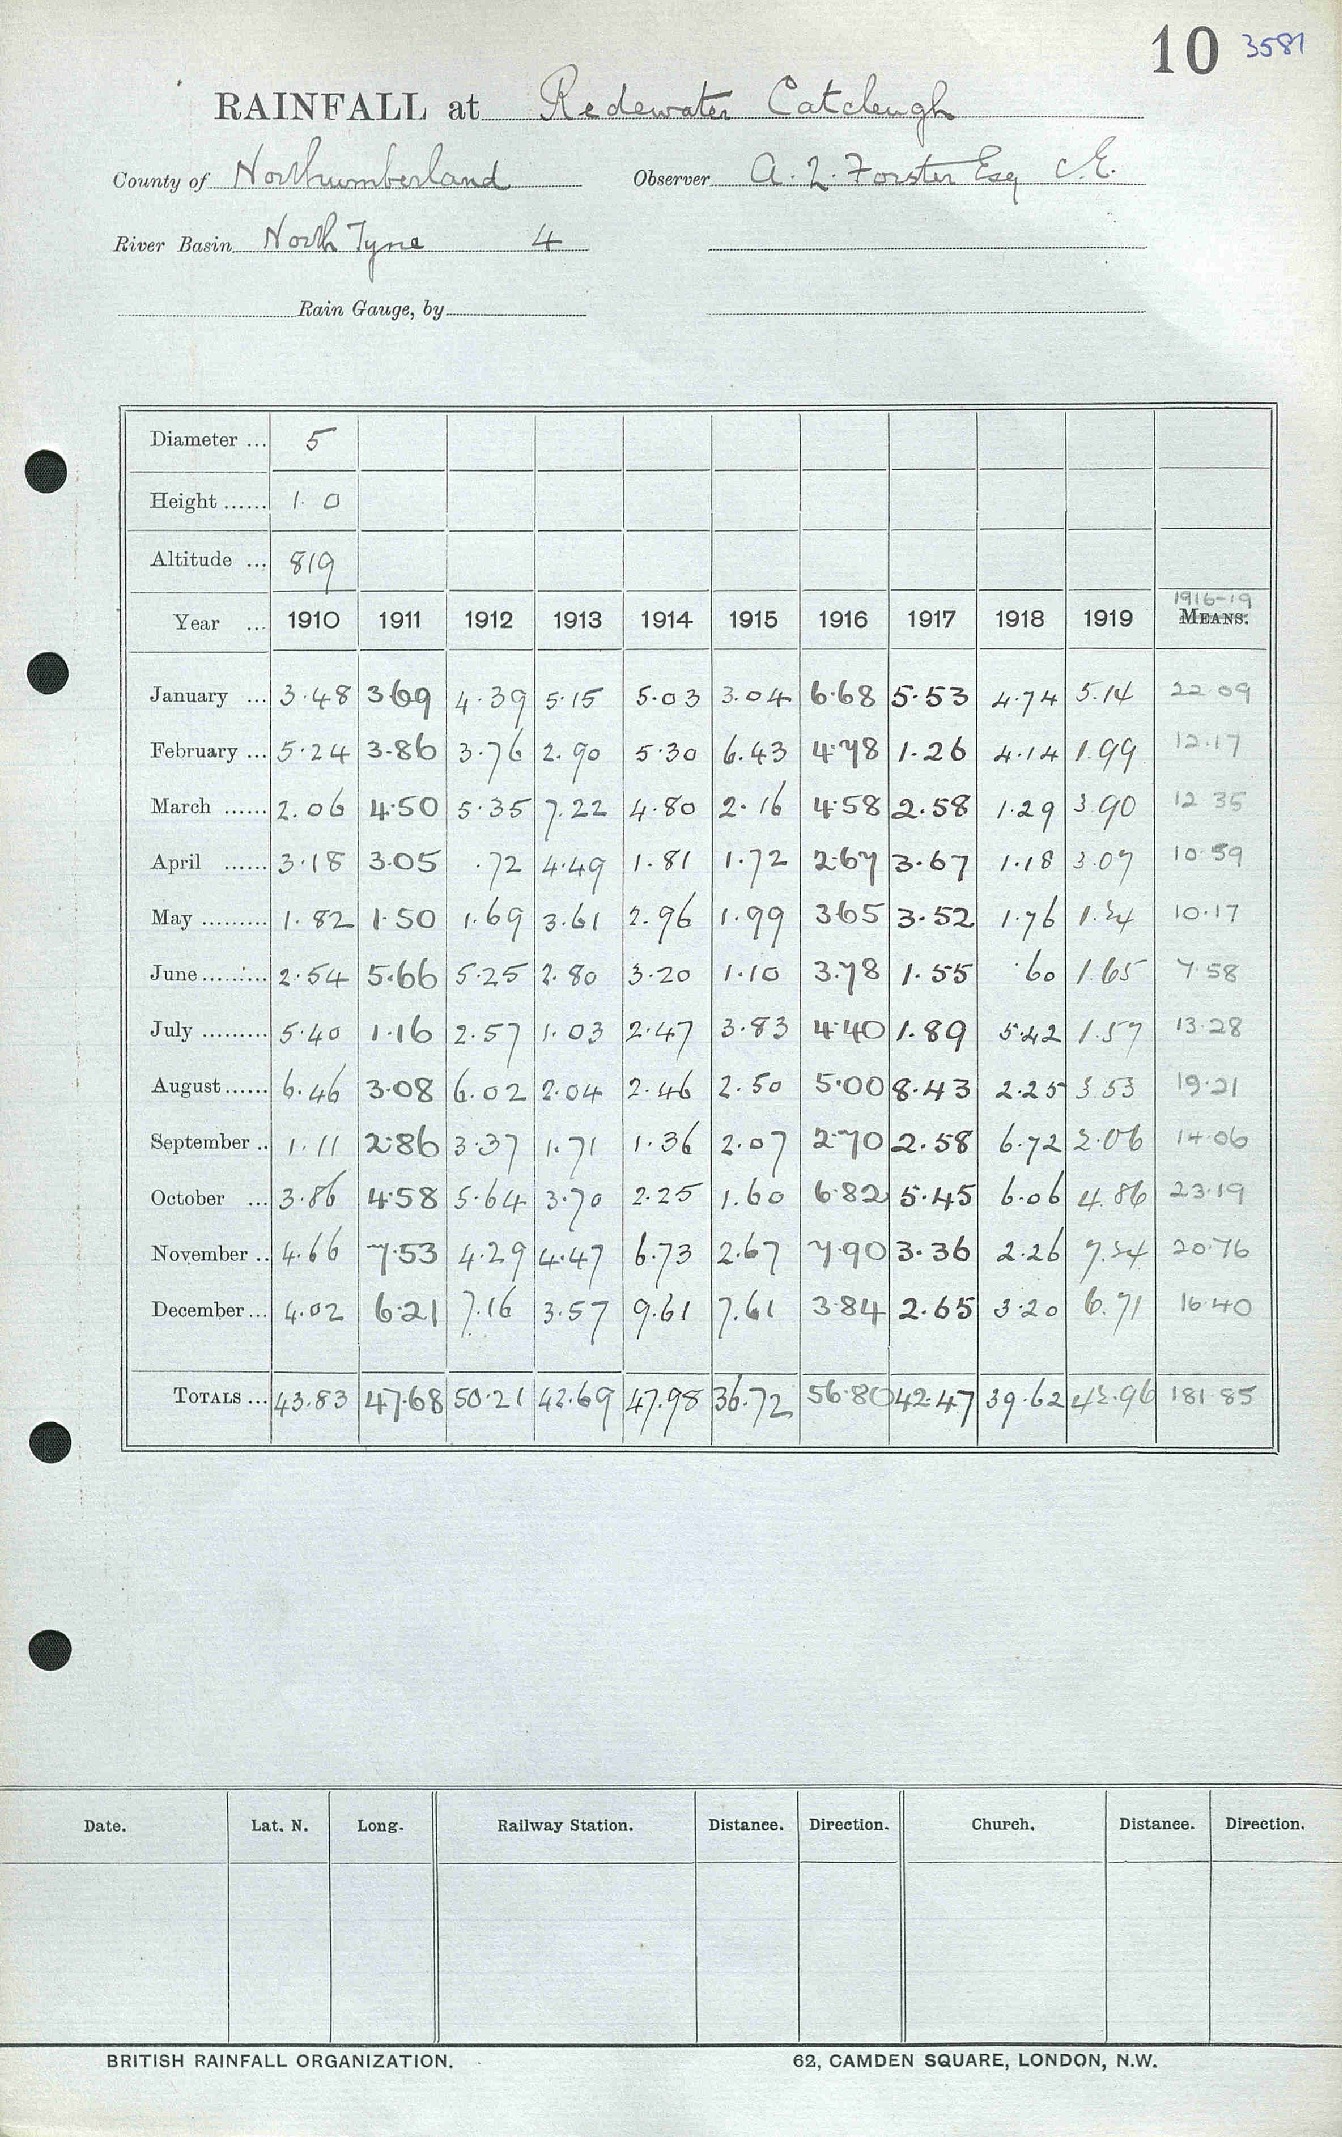 10 3581
RAINFALL at Redewater Catcleugh
County of Northumberland Observer A. L. Forster Esq C.E.
River Basin North Tyne 4
Rain Gauge, by
Diameter ... 5
Height ...... 1 0
Altitude ... 819
1916-19
Year ... 1910 1911 1912 1913 1914 1915 1916 1917 1918 1919 MEANS.
January ... 3.48 3 69 4.39 5.15 5.03 3.04 6.68 5.53 4.74 5.14 22 09
February ... 5.24 3.86 3.76 2.90 5.30 6.43 4.78 1.26 4.14 1.99 12.17
March ...... 2.06 4.50 5.35 7.22 4.80 2.16 4.58 2.58 1.29 3.90 12 35
April ...... 3.18 3.05 .72 4.49 1.81 1.72 2.67 3.67 1.18 3.07 10.59
May ......... 1.82 1.50 1.69 3.61 2.96 1.99 3 65 3.52 1.76 1.24 10.17
June ......... 2.54 5.66 5.25 2.80 3.20 1.10 3.78 1.55 .60 1.65 7 58
July ......... 5.40 1.16 2.57 1.03 2.47 3.83 4.40 1.89 5.42 1.57 13.28
August ...... 6.46 3.08 6.02 2.04 2.46 2.50 5.00 8.43 2.25 3.53 19.21
September .. 1.11 2.86 3.37 1.71 1.36 2.07 2.70 2.58 6.72 2.06 14.06
October ... 3.86 4.58 5.64 3.70 2.25 1.60 6.82 5.45 6.06 4.86 23.19
November .. 4.66 7.53 4.29 4.47 6.73 2.67 7.90 3.36 2.26 7.24 20.76
December ... 4.02 6.21 7.16 3.57 9.61 7.61 3.84 2.65 3.20 6.71 16.40
TOTALS ... 43.83 47.68 50.21 42.69 47.98 36.72 56.80 42.47 39.62 42.96 181 85
Date. Lat. N. Long. Railway Station. Distance. Direction. Church. Distance. Direction.
BRITISH RAINFALL ORGANIZATION. 62, CAMDEN SQUARE, LONDON, N.W.